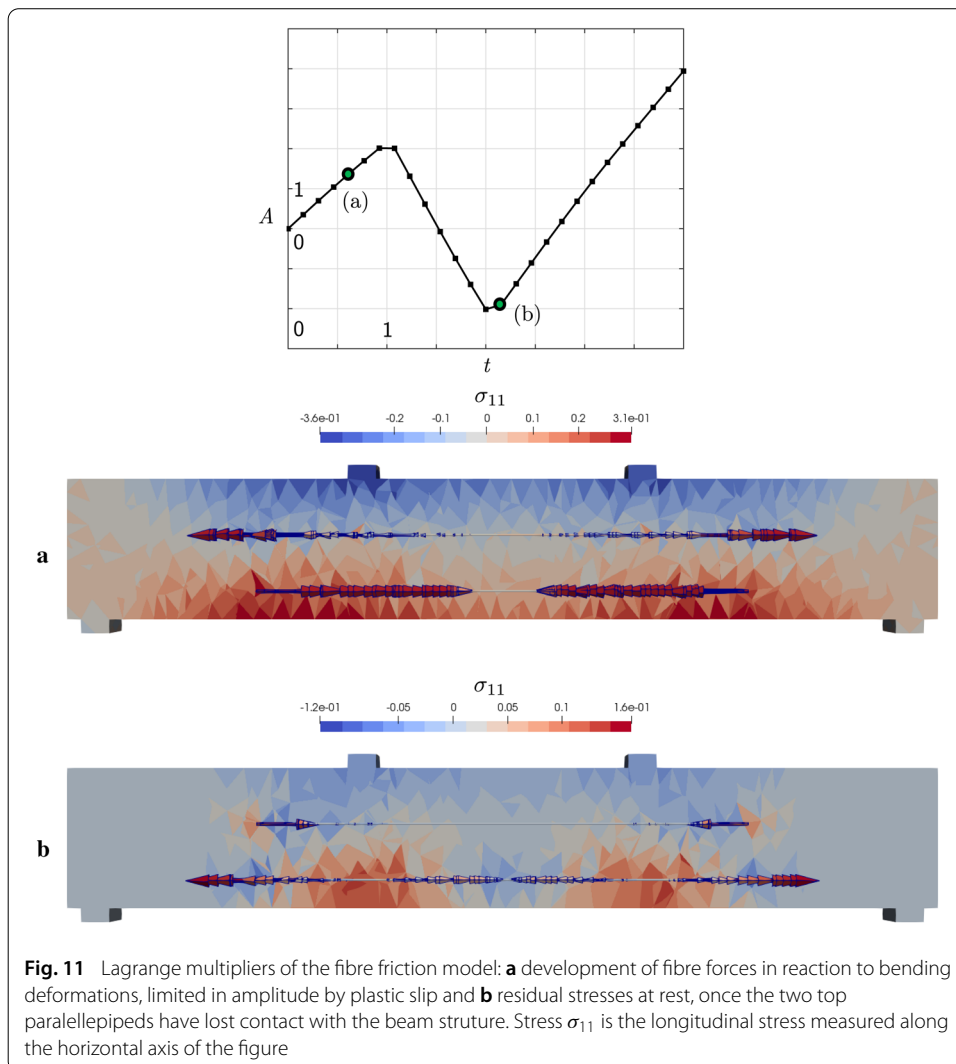 1
(a)
A
0
(b)
0 1
t
σ11
-3.6e-01 -0.2 -0.1 0 0.1 0.2 3.1e-01
a
σ11
-1.2e-01 -0.05 0 0.05 0.1 1.6e-01
b
Fig. 11 Lagrange multipliers of the fibre friction model: a development of fibre forces in reaction to bending
deformations, limited in amplitude by plastic slip and b residual stresses at rest, once the two top
paralellepipeds have lost contact with the beam struture. Stress σ11 is the longitudinal stress measured along
the horizontal axis of the figure